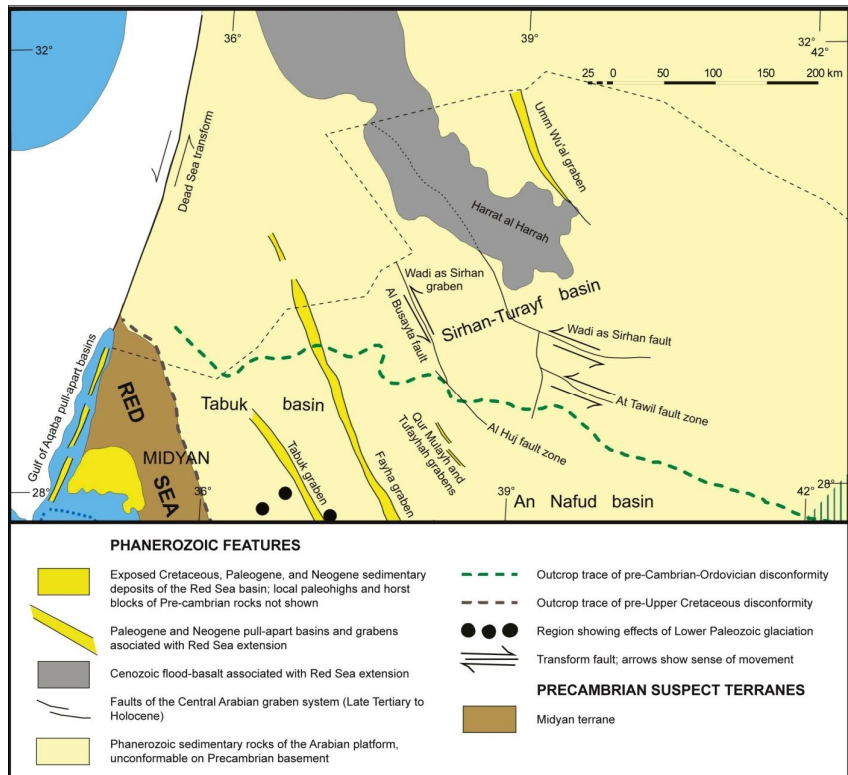 36°
39°
32°
32°
42°
25 0 50 100 150 200 km
Dead Sea transform
Umm Wu'al graben
Harrat al Harrah
Wadi as Sirhan
graben
Al Busayta fault
Sirhan-Turayf basin
Wadi as Sirhan fault
At Tawil fault zone
Gulf of Aqaba pull-apart basins
RED
SEA
MIDYAN
Tabuk basin
Tabuk graben
Fayha graben
Qur Mulayh and
Tufayhah grabens
Al Huj fault zone
28°
36°
39°
An Nafud basin
42°
28°
PHANEROZOIC FEATURES
Exposed Cretaceous, Paleogene, and Neogene sedimentary
deposits of the Red Sea basin; local paleohighs and horst
blocks of Pre-cambrian rocks not shown
Paleogene and Neogene pull-apart basins and grabens
asociated with Red Sea extension
Cenozoic flood-basalt associated with Red Sea extension
Faults of the Central Arabian graben system (Late Tertiary to
Holocene)
Phanerozoic sedimentary rocks of the Arabian platform,
unconformable on Precambrian basement
Outcrop trace of pre-Cambrian-Ordovician disconformity
Outcrop trace of pre-Upper Cretaceous disconformity
Region showing effects of Lower Paleozoic glaciation
Transform fault; arrows show sense of movement
PRECAMBRIAN SUSPECT TERRANES
Midyan terrane